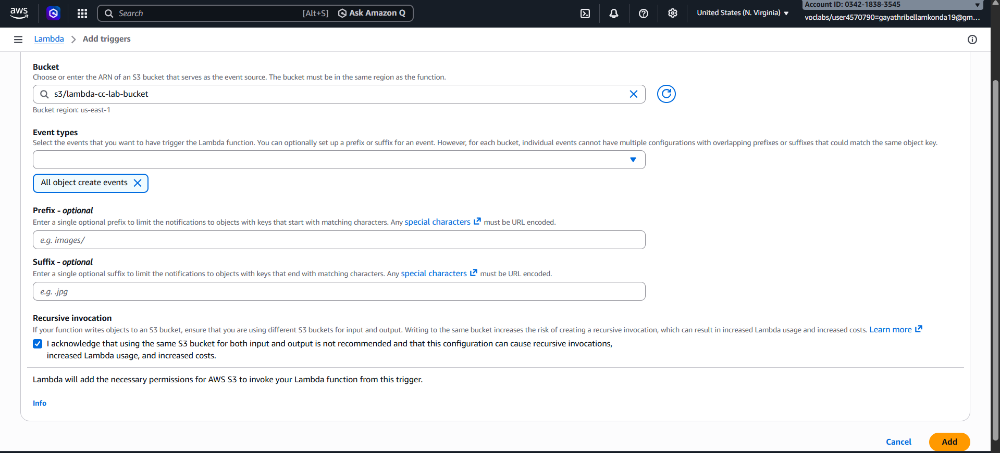 aws
Search [Alt+S] Ask Amazon Q
United States (N. Virginia)
Account ID: 0342-1838-3545
voclabs/user4570790=gayathribellamkonda19@gm...
Lambda > Add triggers
Bucket
Choose or enter the ARN of an S3 bucket that serves as the event source. The bucket must be in the same region as the function.
s3/lambda-cc-lab-bucket
Bucket region: us-east-1
Event types
Select the events that you want to have trigger the Lambda function. You can optionally set up a prefix or suffix for an event. However, for each bucket, individual events cannot have multiple configurations with overlapping prefixes or suffixes that could match the same object key.
All object create events
Prefix - optional
Enter a single optional prefix to limit the notifications to objects with keys that start with matching characters. Any special characters must be URL encoded.
e.g. images/
Suffix - optional
Enter a single optional suffix to limit the notifications to objects with keys that end with matching characters. Any special characters must be URL encoded.
e.g. .jpg
Recursive invocation
If your function writes objects to an S3 bucket, ensure that you are using different S3 buckets for input and output. Writing to the same bucket increases the risk of creating a recursive invocation, which can result in increased Lambda usage and increased costs. Learn more
I acknowledge that using the same S3 bucket for both input and output is not recommended and that this configuration can cause recursive invocations,
increased Lambda usage, and increased costs.
Lambda will add the necessary permissions for AWS S3 to invoke your Lambda function from this trigger.
Info
Cancel
Add